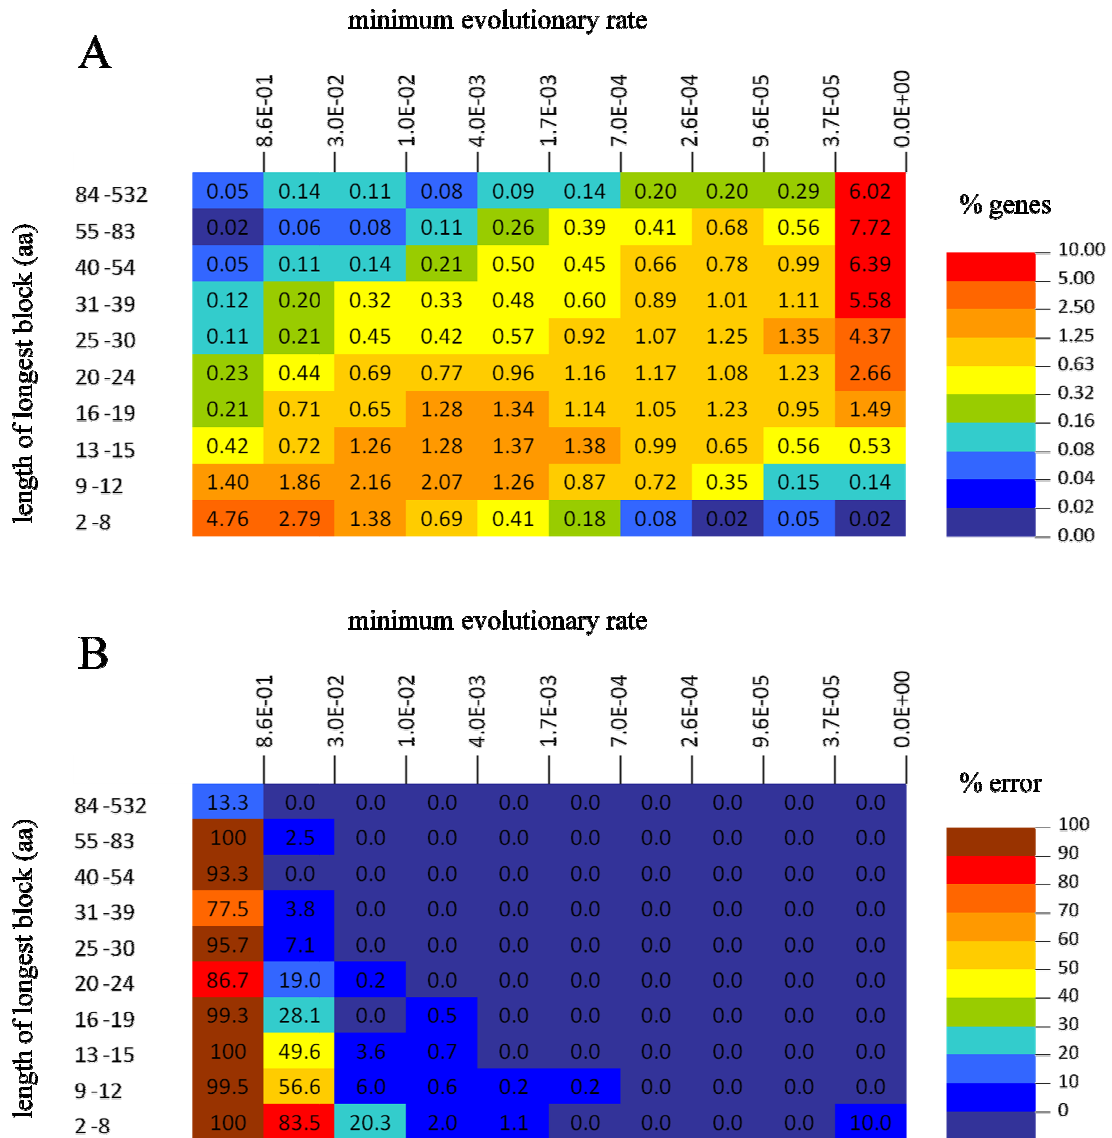 minimum evolutionary rate
A
8.6E-01 3.0E-02 1.0E-02 4.0E-03 1.7E-03 7.0E-04 2.6E-04 9.6E-05 3.7E-05 0.0E+00
length of longest block (aa)
84 -532 0.05 0.14 0.11 0.08 0.09 0.14 0.20 0.20 0.29 6.02
55 -83 0.02 0.06 0.08 0.11 0.26 0.39 0.41 0.68 0.56 7.72
40 -54 0.05 0.11 0.14 0.21 0.50 0.45 0.66 0.78 0.99 6.39
31 -39 0.12 0.20 0.32 0.33 0.48 0.60 0.89 1.01 1.11 5.58
25 -30 0.11 0.21 0.45 0.42 0.57 0.92 1.07 1.25 1.35 4.37
20 -24 0.23 0.44 0.69 0.77 0.96 1.16 1.17 1.08 1.23 2.66
16 -19 0.21 0.71 0.65 1.28 1.34 1.14 1.05 1.23 0.95 1.49
13 -15 0.42 0.72 1.26 1.28 1.37 1.38 0.99 0.65 0.56 0.53
9 -12 1.40 1.86 2.16 2.07 1.26 0.87 0.72 0.35 0.15 0.14
2 -8 4.76 2.79 1.38 0.69 0.41 0.18 0.08 0.02 0.05 0.02
% genes
10.00
5.00
2.50
1.25
0.63
0.32
0.16
0.08
0.04
0.02
0.00
minimum evolutionary rate
B
8.6E-01 3.0E-02 1.0E-02 4.0E-03 1.7E-03 7.0E-04 2.6E-04 9.6E-05 3.7E-05 0.0E+00
length of longest block (aa)
84 -532 13.3 0.0 0.0 0.0 0.0 0.0 0.0 0.0 0.0 0.0
55 -83 100 2.5 0.0 0.0 0.0 0.0 0.0 0.0 0.0 0.0
40 -54 93.3 0.0 0.0 0.0 0.0 0.0 0.0 0.0 0.0 0.0
31 -39 77.5 3.8 0.0 0.0 0.0 0.0 0.0 0.0 0.0 0.0
25 -30 95.7 7.1 0.0 0.0 0.0 0.0 0.0 0.0 0.0 0.0
20 -24 86.7 19.0 0.2 0.0 0.0 0.0 0.0 0.0 0.0 0.0
16 -19 99.3 28.1 0.0 0.5 0.0 0.0 0.0 0.0 0.0 0.0
13 -15 100 49.6 3.6 0.7 0.0 0.0 0.0 0.0 0.0 0.0
9 -12 99.5 56.6 6.0 0.6 0.2 0.2 0.0 0.0 0.0 0.0
2 -8 100 83.5 20.3 2.0 1.1 0.0 0.0 0.0 0.0 10.0
% error
100
90
80
70
60
50
40
30
20
10
0